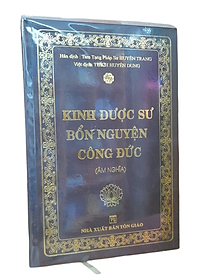 Hán dịch: Tam Tạng Pháp Sư HUYỀN TRANG
Việt dịch: THÍCH HUYỀN DUNG
KINH DƯỢC SƯ
BỔN NGUYỆN
CÔNG ĐỨC
(ÂM NGHĨA)
NHÀ XUẤT BẢN TÔN GIÁO